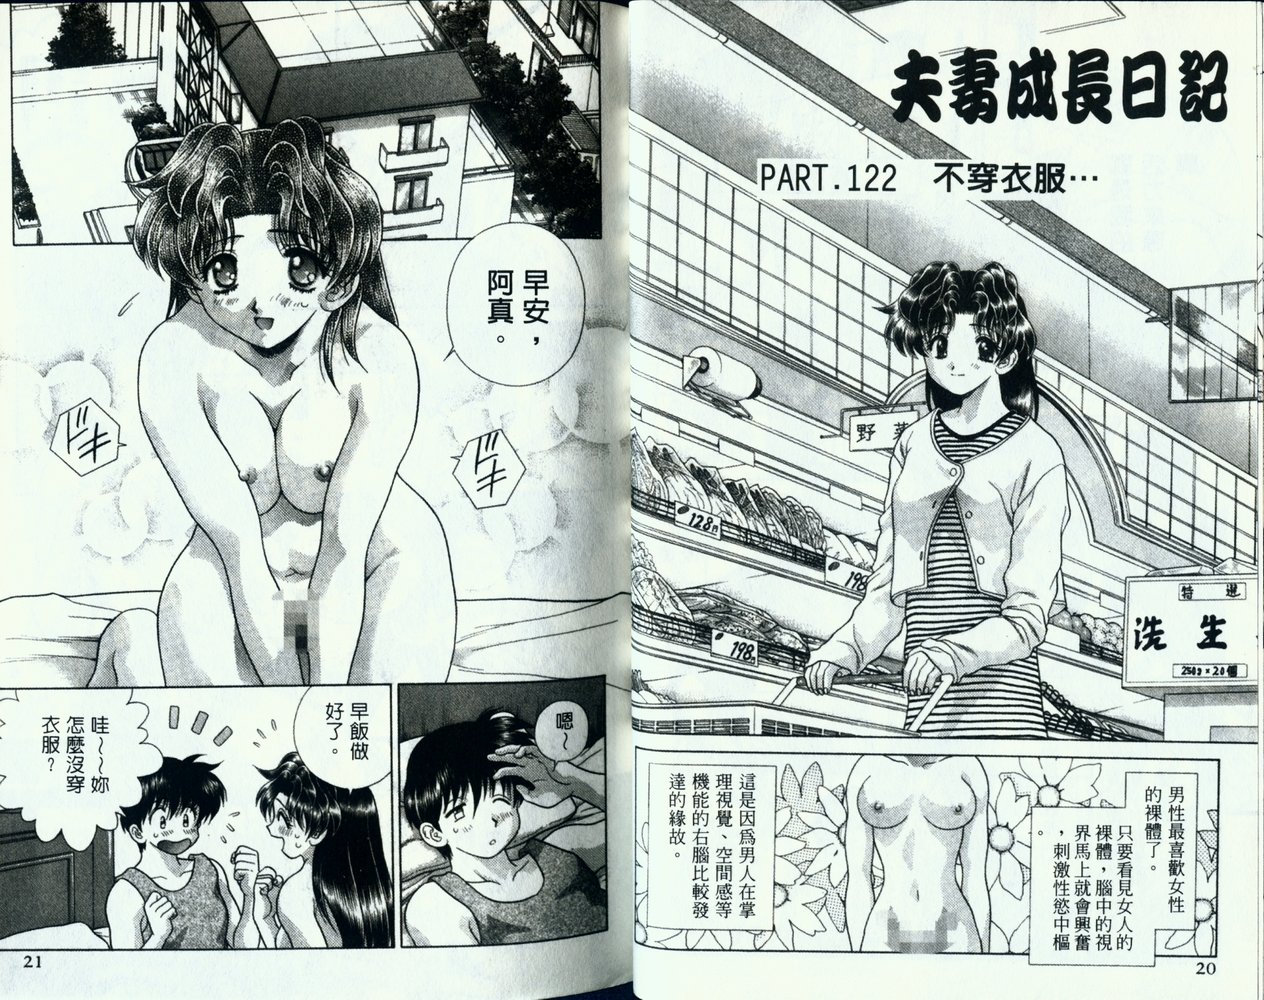 夫妻成長日記
PART.122 不穿衣服…
野菜
128円
198
198
特選
洗生
250g×20個
男性最喜歡女性
的裸體了。
只要看見女人的
裸體，腦中的視
界馬上就會興奮
，刺激性慾中樞
。
這是因為男人在掌
理視覺、空間感等
機能的右腦比較發
達的緣故。
20
早安，
阿真。
ドキ
ドキ
嗯～
早飯做
好了。
哇～～妳
怎麼沒穿
衣服？
21